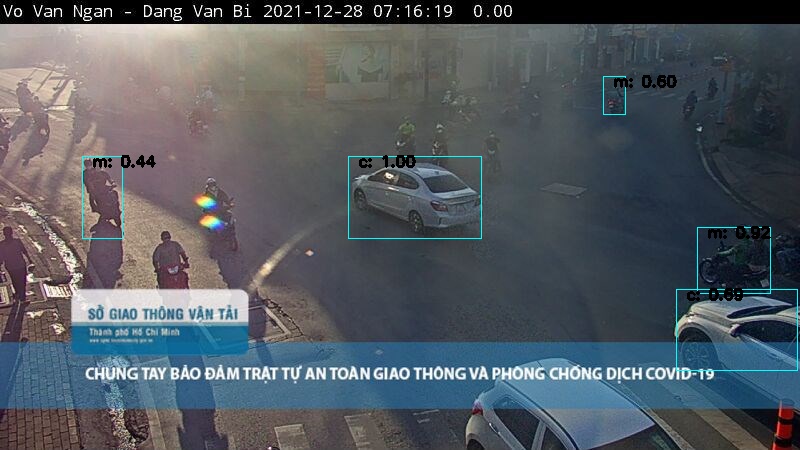 Vo Van Ngan - Dang Van Bi 2021-12-28 07:16:19 0.00
m: 0.60
m: 0.44
c: 1.00
m: 0.92
c: 0.69
SỞ GIAO THÔNG VẬN TẢI
Thành phố Hồ Chí Minh
CHUNG TAY BẢO ĐẢM TRẬT TỰ AN TOÀN GIAO THÔNG VÀ PHÒNG CHỐNG DỊCH COVID-19